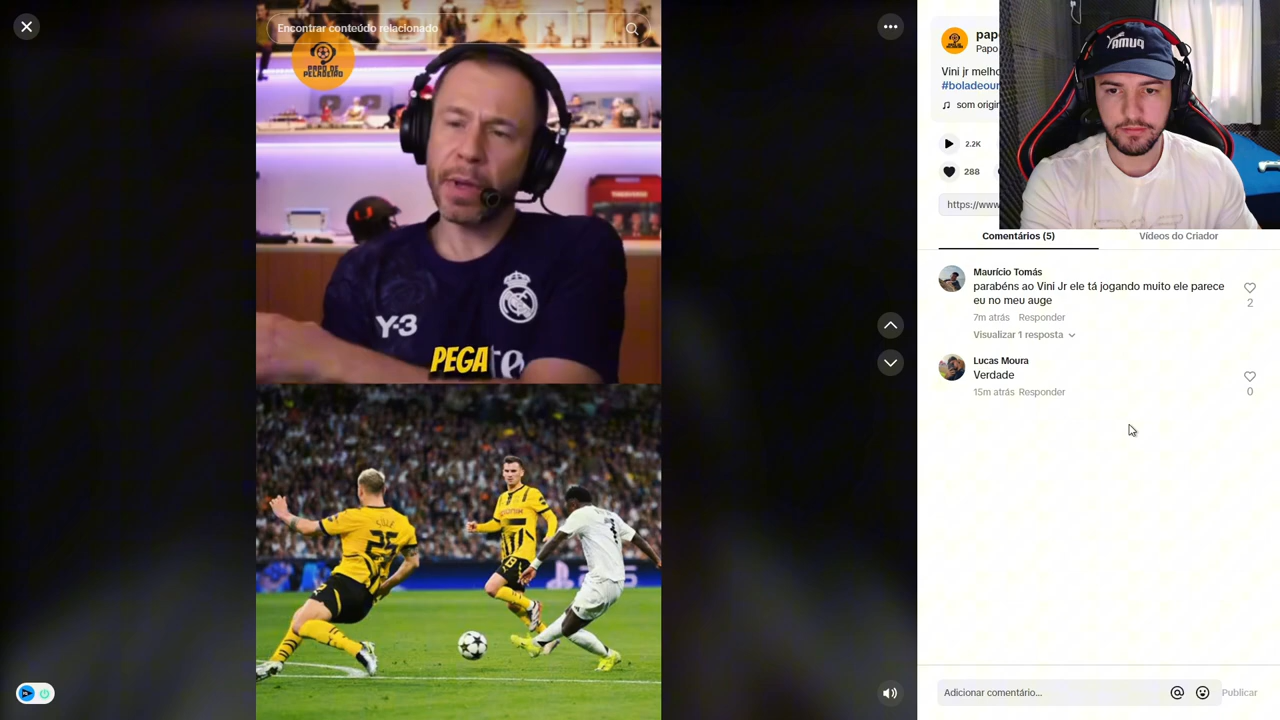 Encontrar conteúdo relacionado
PAPO DE
PELADEIRO
Y-3
PEGA
25
pap
Papo
Vini jr melho
#boladeour
som origin
2.2K
288
https://www
Comentários (5)
Vídeos do Criador
Maurício Tomás
parabéns ao Vini Jr ele tá jogando muito ele parece
eu no meu auge
2
7m atrás Responder
Visualizar 1 resposta
Lucas Moura
Verdade
0
15m atrás Responder
Adicionar comentário...
Publicar